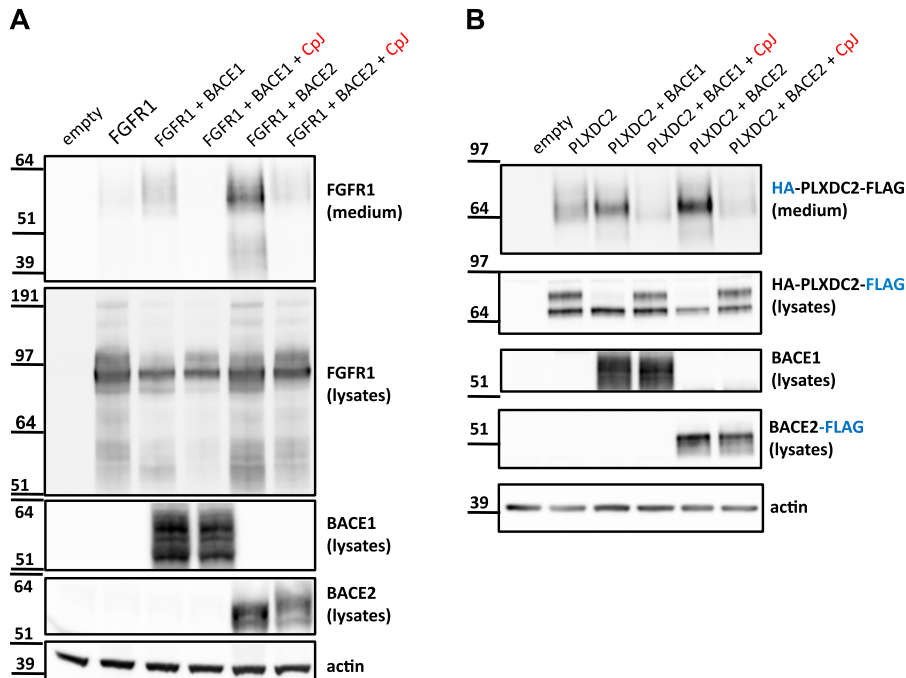 A
empty
FGFR1
FGFR1 + BACE1
FGFR1 + BACE1 + CpJ
FGFR1 + BACE2
FGFR1 + BACE2 + CpJ
64
51
39
FGFR1
(medium)
191
97
64
51
FGFR1
(lysates)
64
51
BACE1
(lysates)
64
51
BACE2
(lysates)
39
actin
B
empty
PLXDC2
PLXDC2 + BACE1
PLXDC2 + BACE1 + CpJ
PLXDC2 + BACE2
PLXDC2 + BACE2 + CpJ
97
64
HA-PLXDC2-FLAG
(medium)
97
64
HA-PLXDC2-FLAG
(lysates)
51
BACE1
(lysates)
51
BACE2-FLAG
(lysates)
39
actin